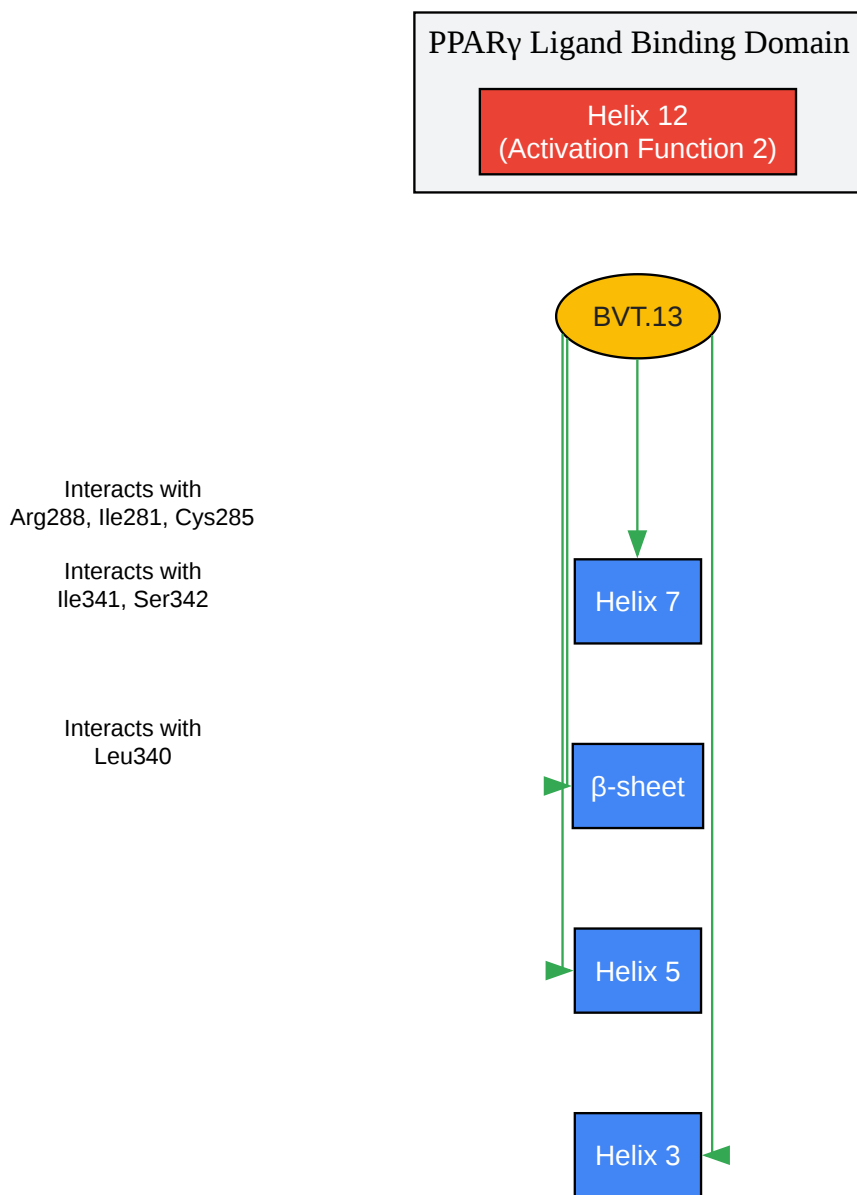 PPARγ Ligand Binding Domain
Helix 12
(Activation Function 2)
BVT.13
Interacts with
Arg288, Ile281, Cys285
Interacts with
Ile341, Ser342
Helix 7
Interacts with
Leu340
β-sheet
Helix 5
Helix 3